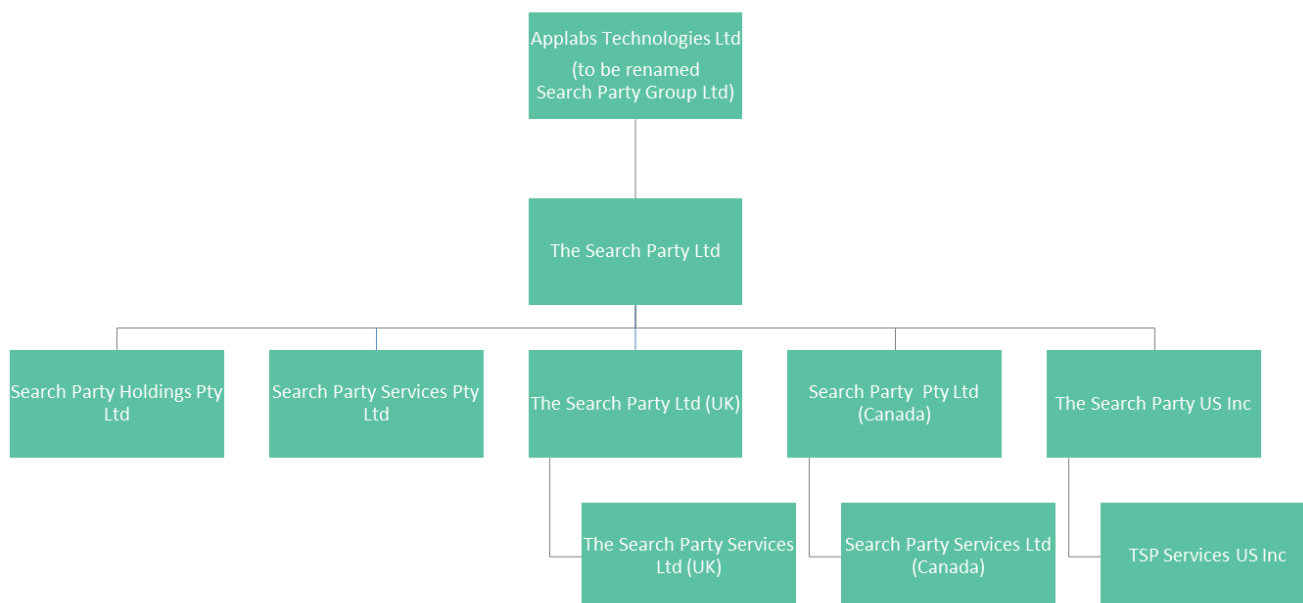 Applabs Technologies Ltd
(to be renamed
Search Party Group Ltd)
The Search Party Ltd
Search Party Holdings Pty
Ltd
Search Party Services Pty
Ltd
The Search Party Ltd (UK)
Search Party  Pty Ltd
(Canada)
The Search Party US Inc
The Search Party Services
Ltd (UK)
Search Party Services Ltd
(Canada)
TSP Services US Inc